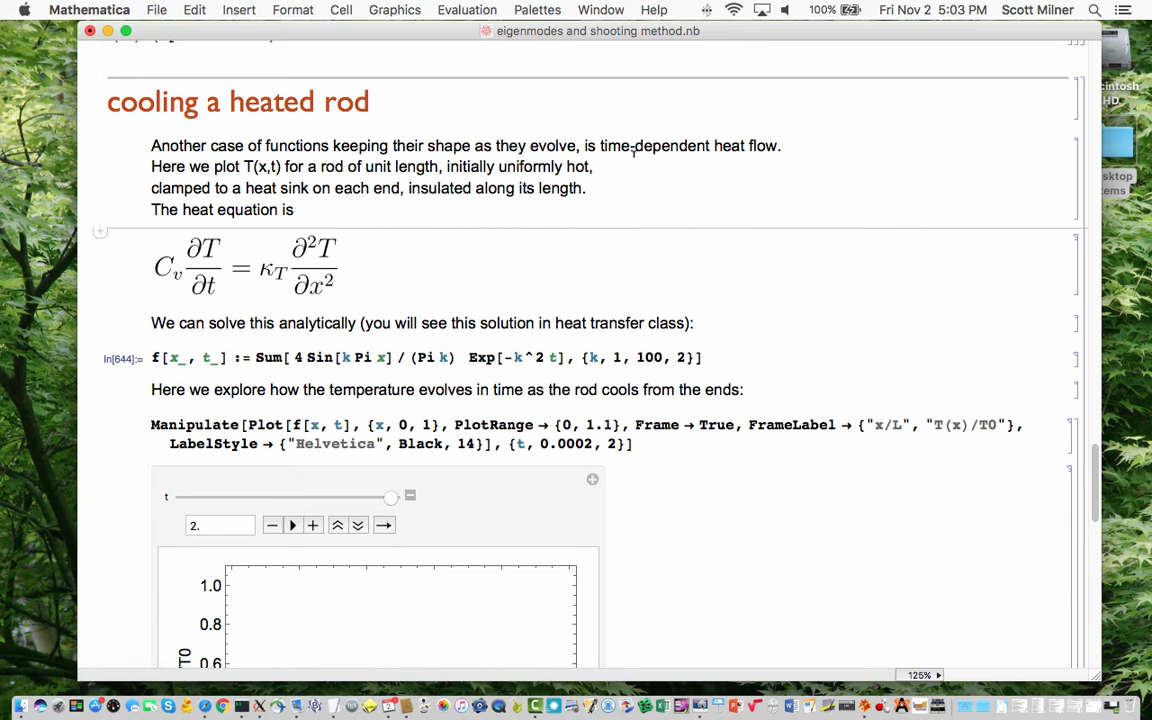 Mathematica File Edit Insert Format Cell Graphics Evaluation Palettes Window Help 100% Fri Nov 2 5:03 PM Scott Milner
eigenmodes and shooting method.nb
cooling a heated rod
Another case of functions keeping their shape as they evolve, is time-dependent heat flow.
Here we plot T(x,t) for a rod of unit length, initially uniformly hot,
clamped to a heat sink on each end, insulated along its length.
The heat equation is
C_v ∂T/∂t = κ_T ∂²T/∂x²
We can solve this analytically (you will see this solution in heat transfer class):
In[644]:= f[x_, t_] := Sum[ 4 Sin[k Pi x] / (Pi k) Exp[-k^2 t], {k, 1, 100, 2}]
Here we explore how the temperature evolves in time as the rod cools from the ends:
Manipulate[Plot[f[x, t], {x, 0, 1}, PlotRange → {0, 1.1}, Frame → True, FrameLabel → {"x/L", "T(x)/T0"},
LabelStyle → {"Helvetica", Black, 14}], {t, 0.0002, 2}]
t
2.
1.0
0.8
0.6
T0
125%
cintosh
HD
esktop
tems